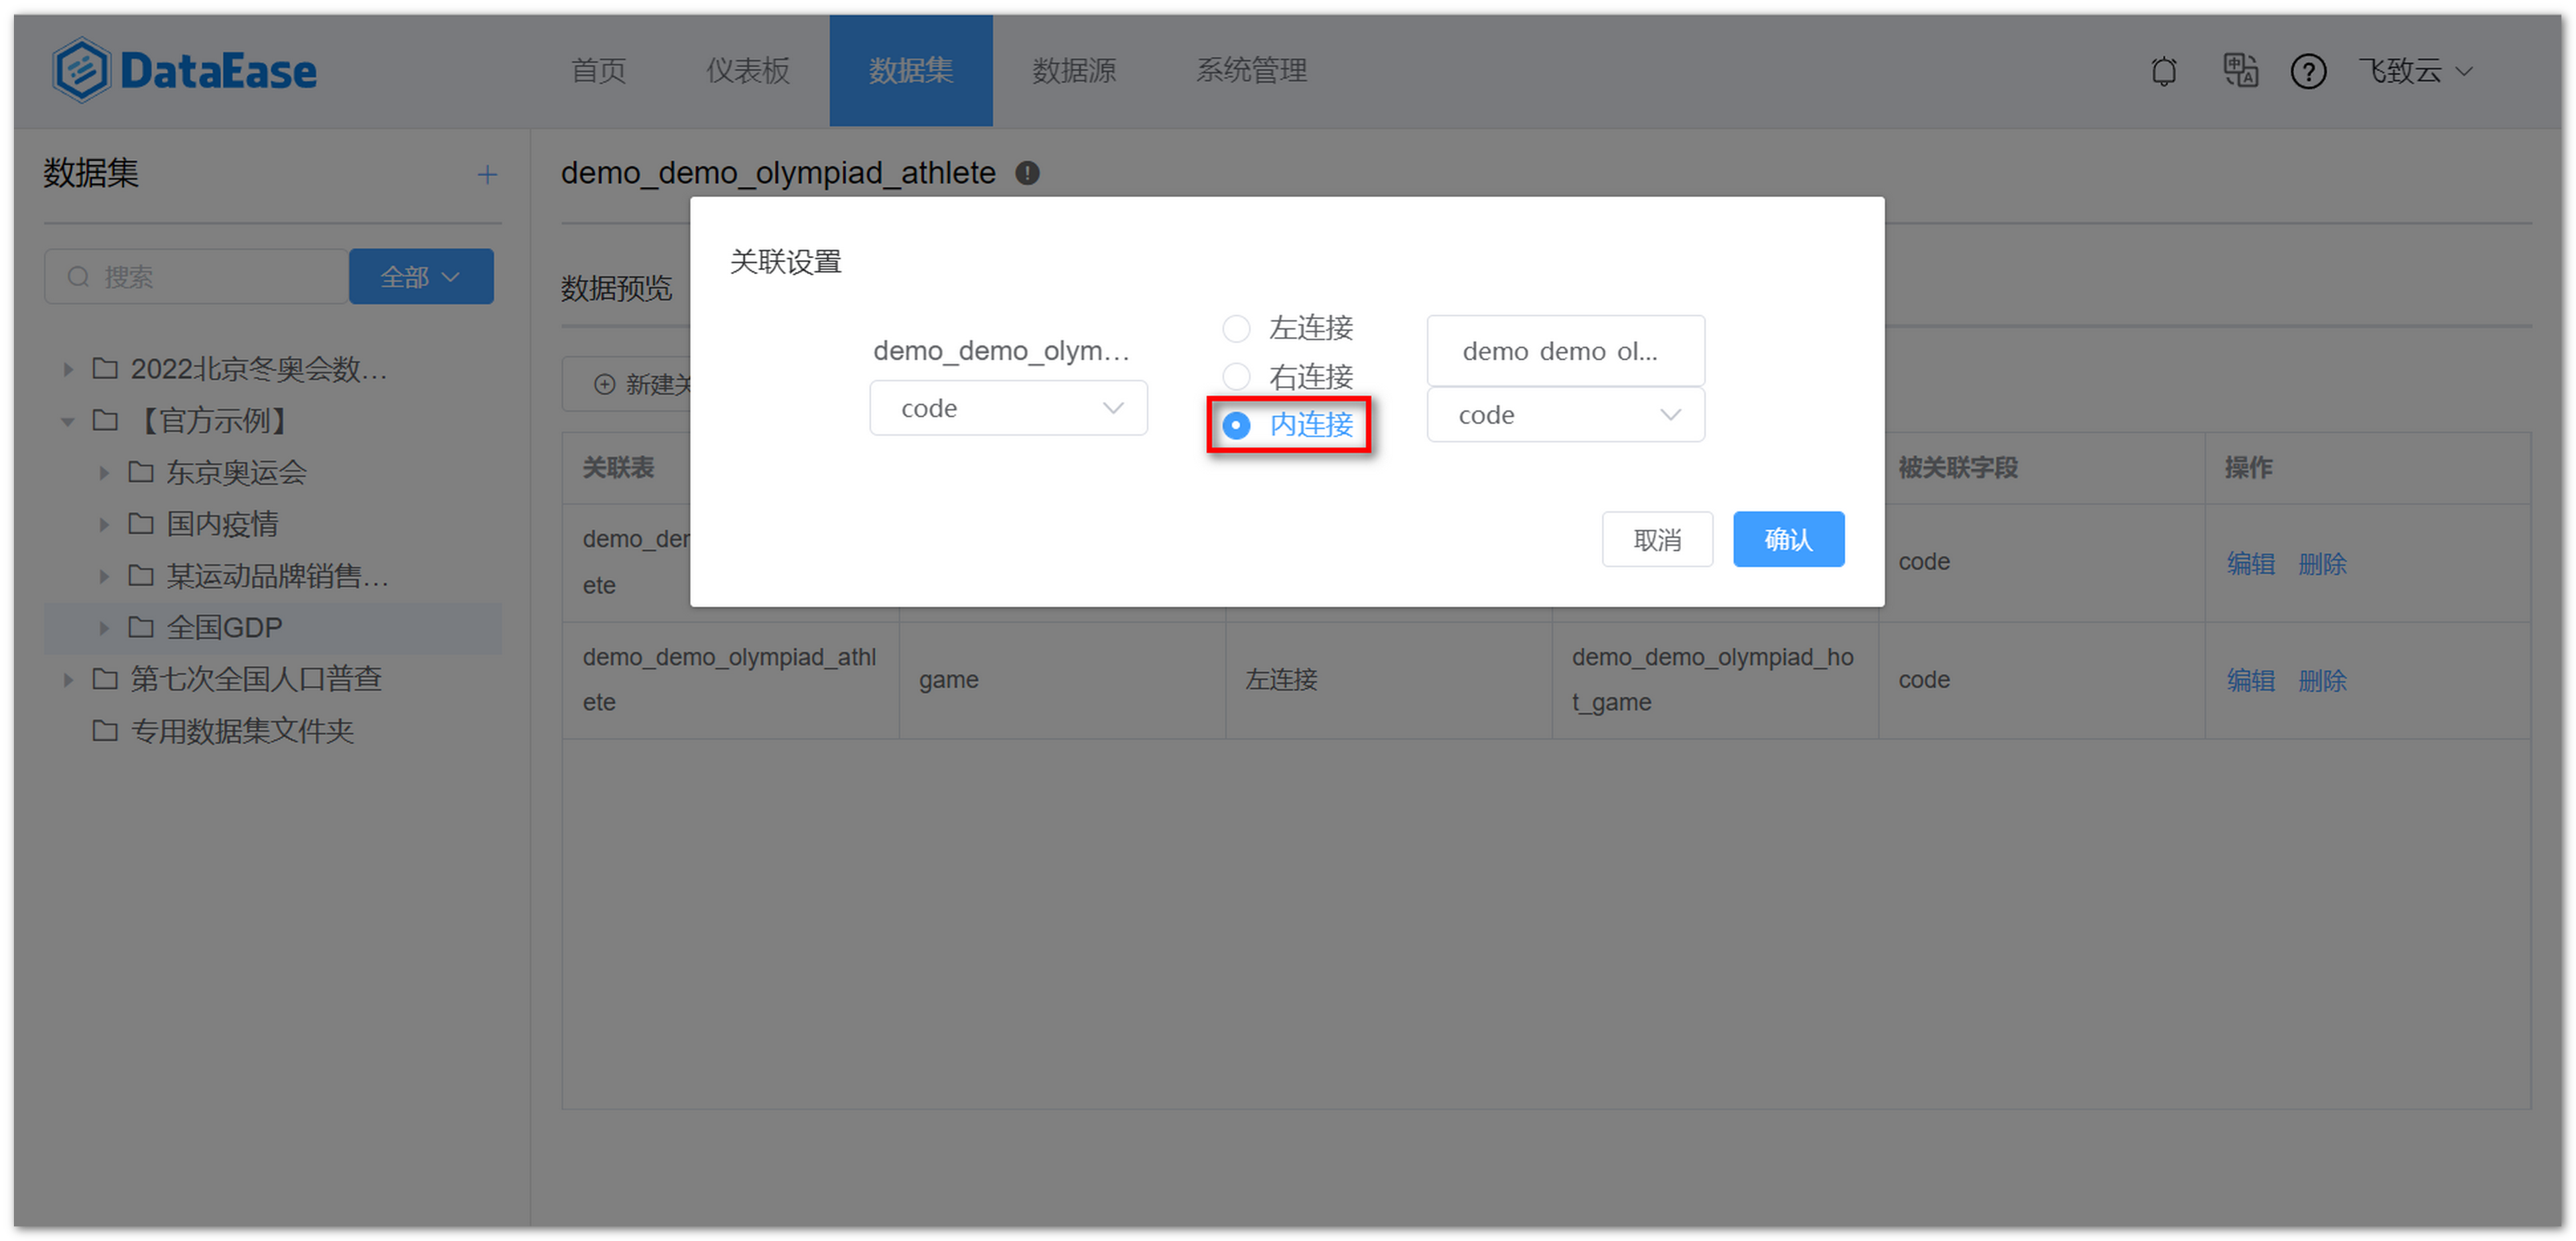 DataEase
首页
仪表板
数据集
数据源
系统管理
飞致云
数据集
搜索
全部
2022北京冬奥会数...
【官方示例】
东京奥运会
国内疫情
某运动品牌销售...
全国GDP
第七次全国人口普查
专用数据集文件夹
demo_demo_olympiad_athlete
数据预览
新建关
关联设置
demo_demo_olym...
code
左连接
右连接
内连接
demo demo ol...
code
取消
确认
关联表
被关联字段
操作
demo_der
ete
code
编辑
删除
demo_demo_olympiad_athl
ete
game
左连接
demo_demo_olympiad_ho
t_game
code
编辑
删除